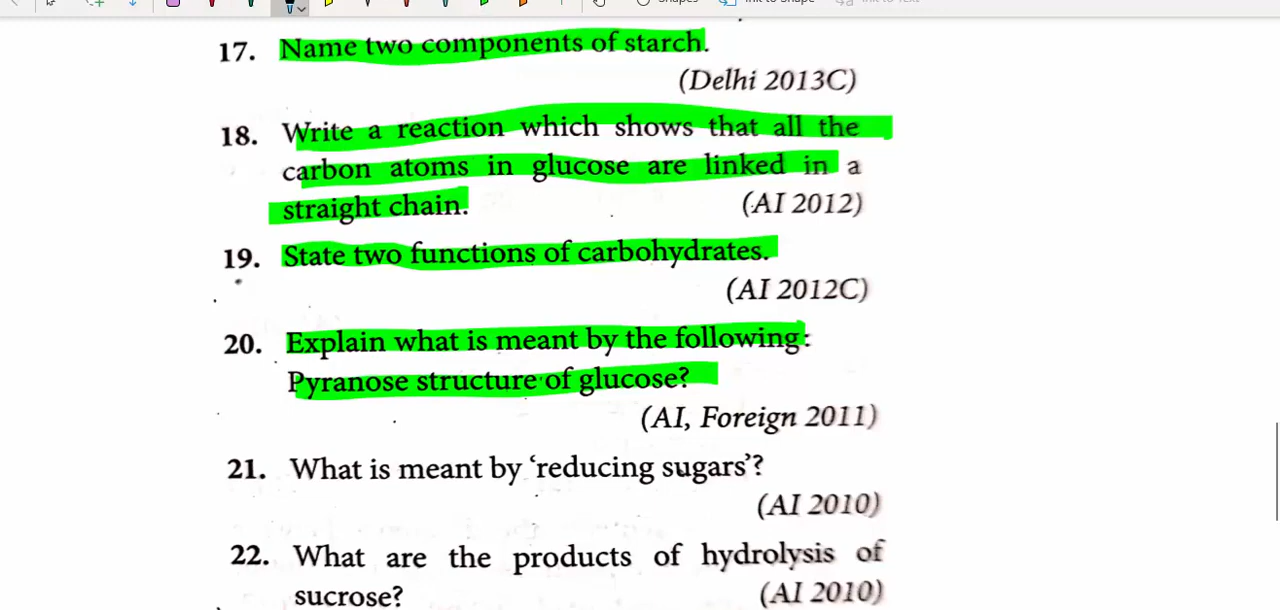 17. Name two components of starch.
(Delhi 2013C)
18. Write a reaction which shows that all the
carbon atoms in glucose are linked in a
straight chain. (AI 2012)
19. State two functions of carbohydrates.
(AI 2012C)
20. Explain what is meant by the following:
Pyranose structure of glucose?
(AI, Foreign 2011)
21. What is meant by ‘reducing sugars’?
(AI 2010)
22. What are the products of hydrolysis of
sucrose? (AI 2010)